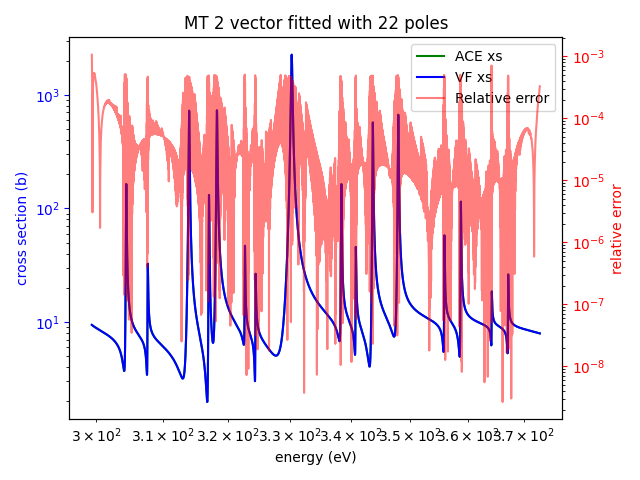 MT 2 vector fitted with 22 poles
ACE xs
VF xs
Relative error
cross section (b)
10³
10²
10¹
relative error
10⁻³
10⁻⁴
10⁻⁵
10⁻⁶
10⁻⁷
10⁻⁸
3 × 10² 3.1 × 10² 3.2 × 10² 3.3 × 10² 3.4 × 10² 3.5 × 10² 3.6 × 10² 3.7 × 10²
energy (eV)